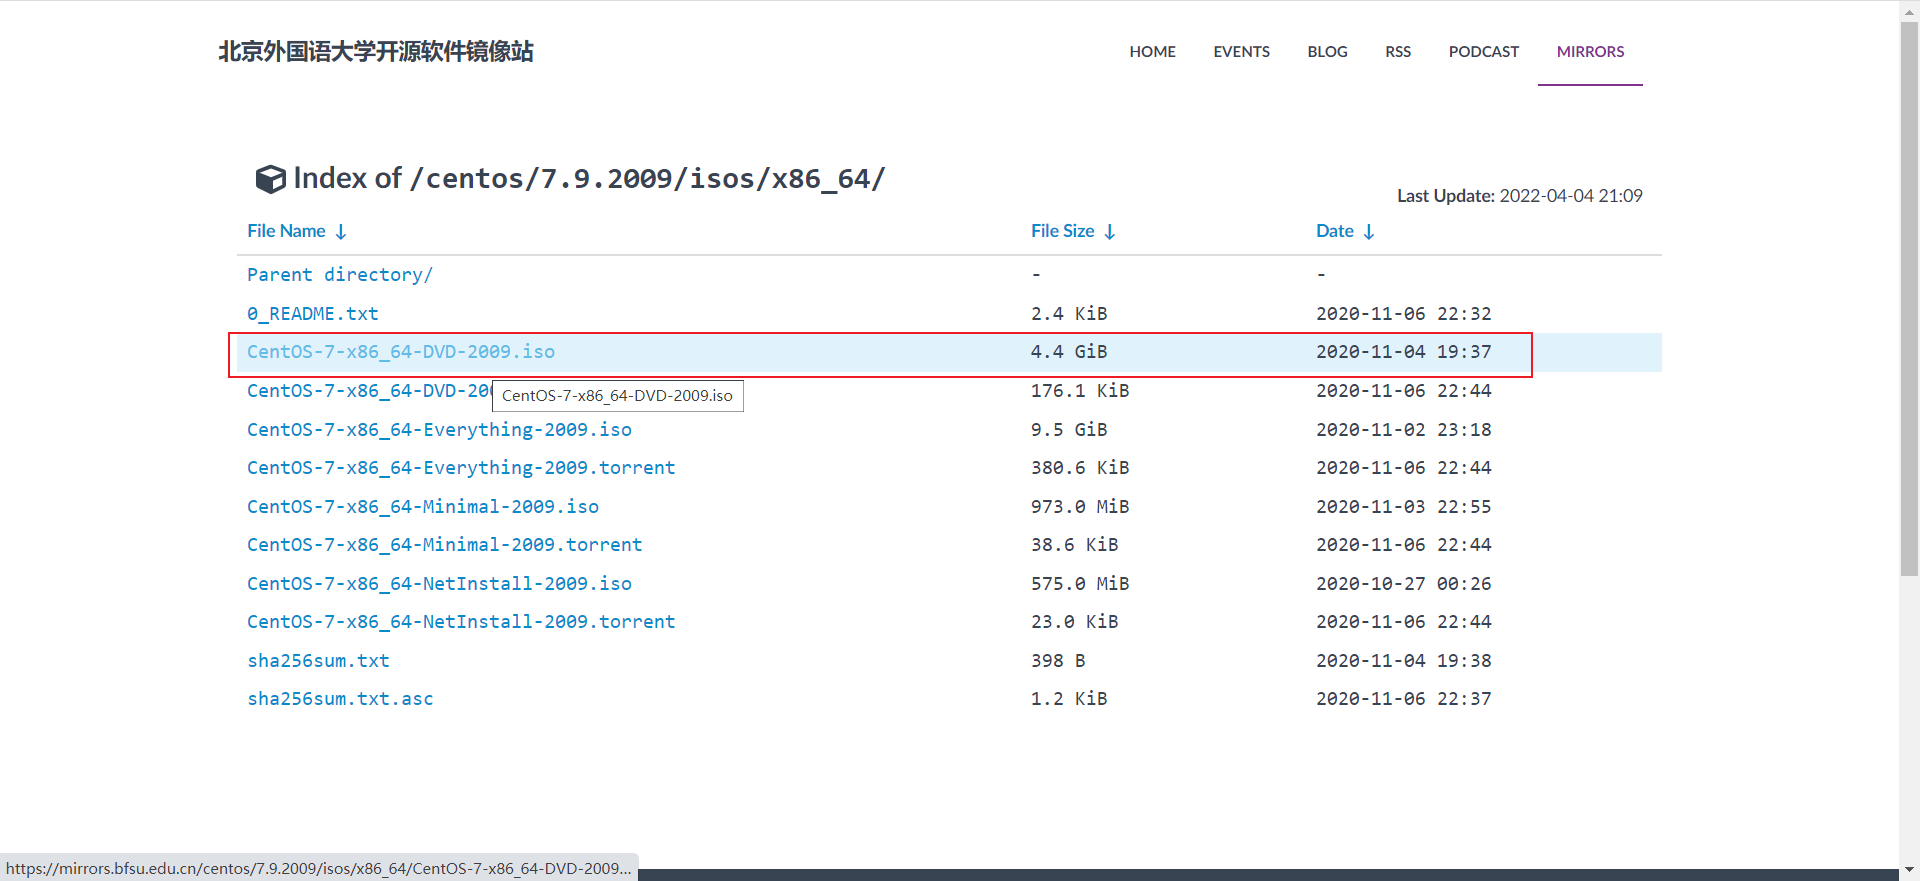 北京外国语大学开源软件镜像站 HOME EVENTS BLOG RSS PODCAST MIRRORS
Index of /centos/7.9.2009/isos/x86_64/
Last Update: 2022-04-04 21:09
File Name ↓ File Size ↓ Date ↓
Parent directory/ - -
0_README.txt 2.4 KiB 2020-11-06 22:32
CentOS-7-x86_64-DVD-2009.iso 4.4 GiB 2020-11-04 19:37
CentOS-7-x86_64-DVD-200 176.1 KiB 2020-11-06 22:44
CentOS-7-x86_64-DVD-2009.iso
CentOS-7-x86_64-Everything-2009.iso 9.5 GiB 2020-11-02 23:18
CentOS-7-x86_64-Everything-2009.torrent 380.6 KiB 2020-11-06 22:44
CentOS-7-x86_64-Minimal-2009.iso 973.0 MiB 2020-11-03 22:55
CentOS-7-x86_64-Minimal-2009.torrent 38.6 KiB 2020-11-06 22:44
CentOS-7-x86_64-NetInstall-2009.iso 575.0 MiB 2020-10-27 00:26
CentOS-7-x86_64-NetInstall-2009.torrent 23.0 KiB 2020-11-06 22:44
sha256sum.txt 398 B 2020-11-04 19:38
sha256sum.txt.asc 1.2 KiB 2020-11-06 22:37
https://mirrors.bfsu.edu.cn/centos/7.9.2009/isos/x86_64/CentOS-7-x86_64-DVD-2009...